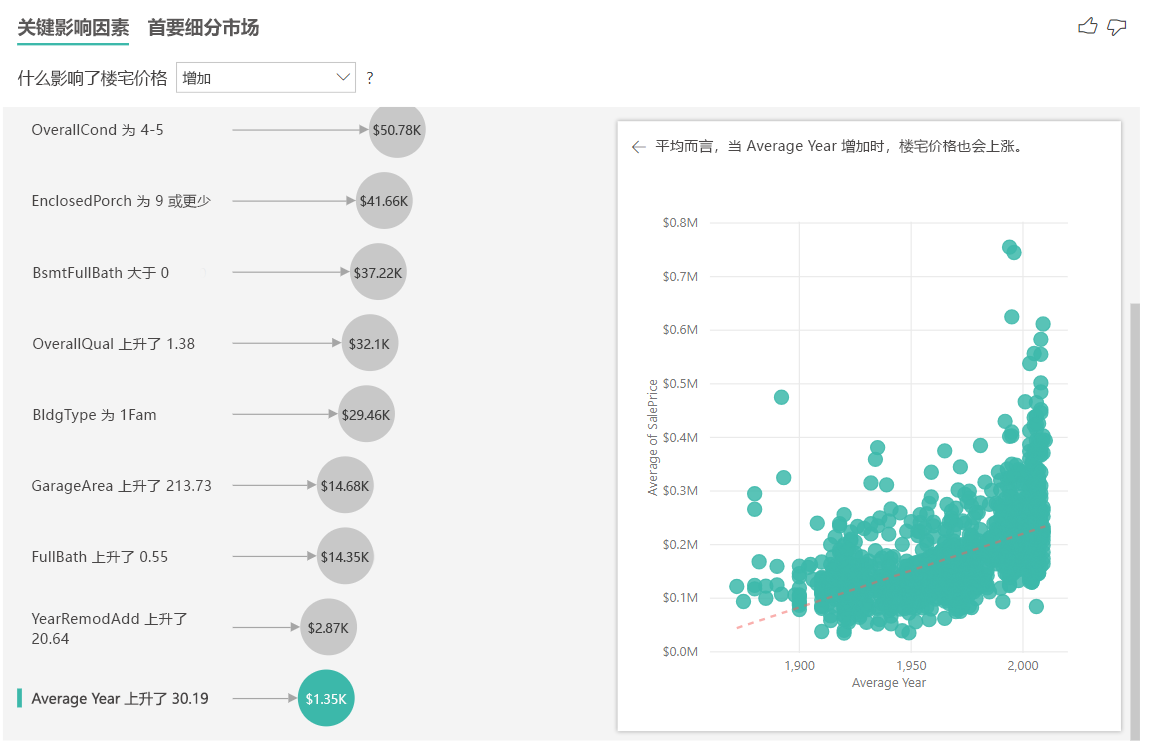 关键影响因素 首要细分市场
什么影响了楼宅价格 增加 ?
OverallCond 为 4-5 $50.78K
EnclosedPorch 为 9 或更少 $41.66K
BsmtFullBath 大于 0 $37.22K
OverallQual 上升了 1.38 $32.1K
BldgType 为 1Fam $29.46K
GarageArea 上升了 213.73 $14.68K
FullBath 上升了 0.55 $14.35K
YearRemodAdd 上升了
20.64 $2.87K
Average Year 上升了 30.19 $1.35K
平均而言，当 Average Year 增加时，楼宅价格也会上涨。
$0.8M
$0.7M
$0.6M
$0.5M
$0.4M
$0.3M
$0.2M
$0.1M
$0.0M
Average of SalePrice
1,900 1,950 2,000
Average Year